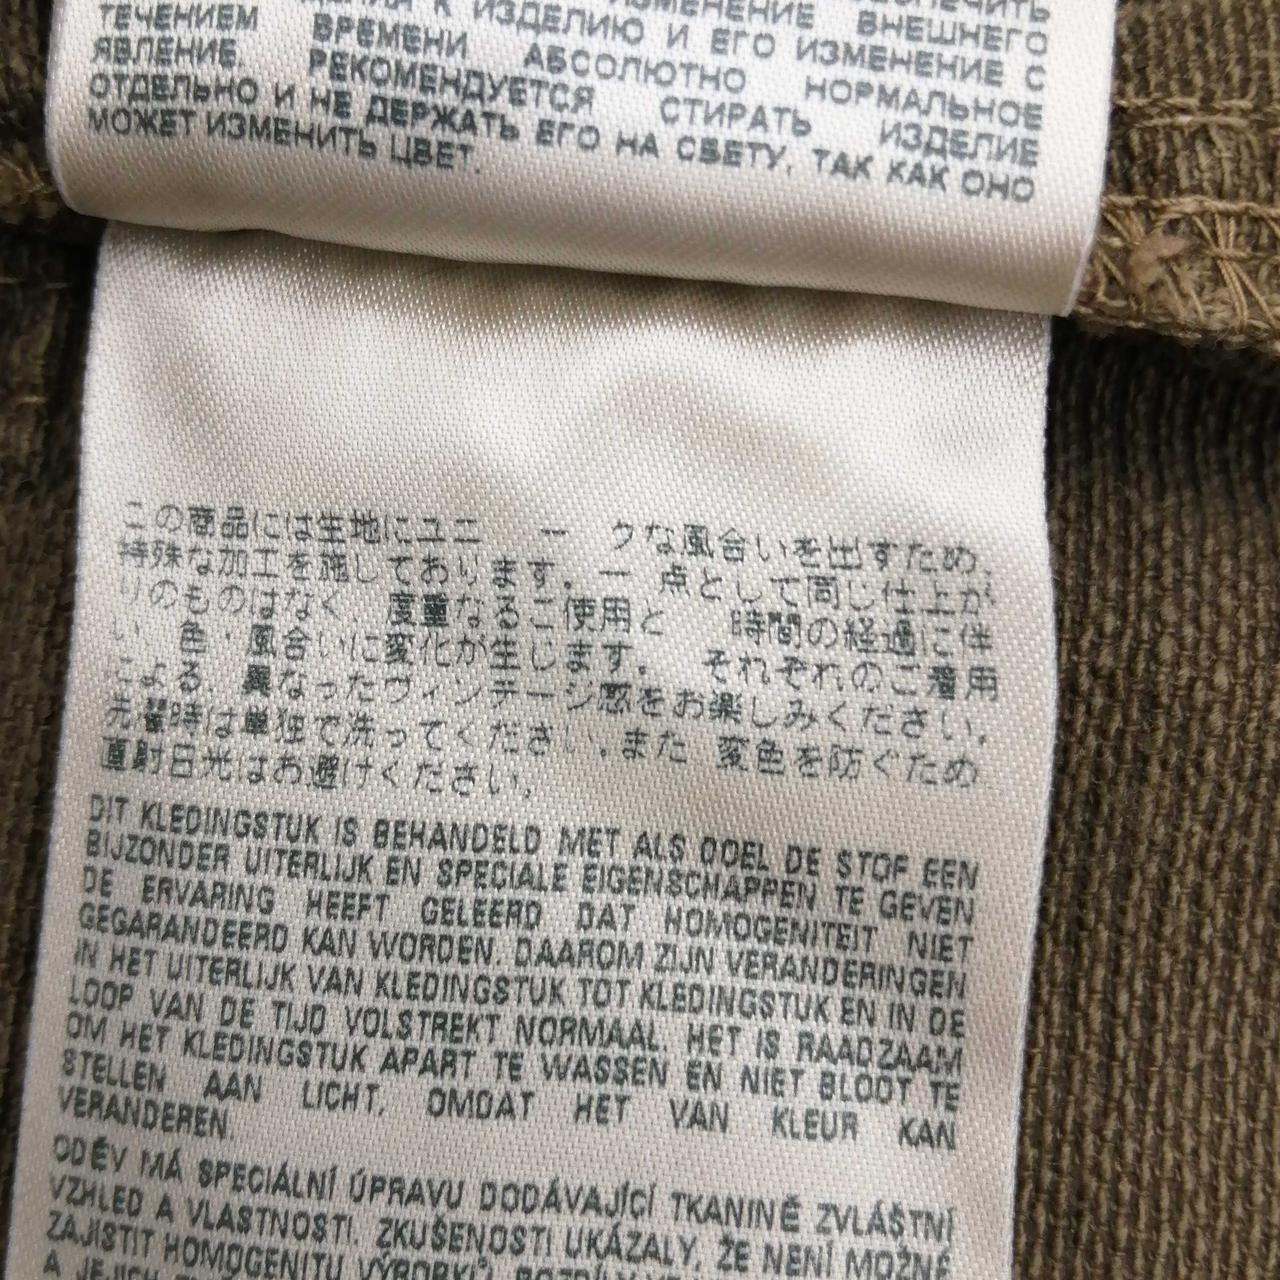 ТЕЧЕНИЕМ К ИЗДЕЛИЮ И ЕГО ИЗМЕНЕНИЕ ВНЕШНЕГО
ВРЕМЕНИ АБСОЛЮТНО ИЗМЕНЕНИЕ С
ЯВЛЕНИЕ. РЕКОМЕНДУЕТСЯ СТИРАТЬ НОРМАЛЬНОЕ
ОТДЕЛЬНО И НЕ ДЕРЖАТЬ ЕГО НА СВЕТУ, ТАК КАК ОНО ИЗДЕЛИЕ
МОЖЕТ ИЗМЕНИТЬ ЦВЕТ.
この商品には生地にユニ ー クな風合いを出すため、
特殊な加工を施しております。一 点として同じ仕上が
りのものはなく、度重なるご使用と 時間の経過に伴
い、色・風合いに変化が生じます。 それぞれのご着用
による 異なったヴィンテージ感をお楽しみください。
洗濯時は単独で洗ってください。また 変色を防ぐため
直射日光はお避けください。
DIT KLEDINGSTUK IS BEHANDELD MET ALS DOEL DE STOF EEN
BIJZONDER UITERLIJK EN SPECIALE EIGENSCHAPPEN TE GEVEN
DE ERVARING HEEFT GELEERD DAT HOMOGENITEIT NIET
GEGARANDEERD KAN WORDEN. DAAROM ZIJN VERANDERINGEN
IN HET UITERLIJK VAN KLEDINGSTUK TOT KLEDINGSTUK EN IN DE
LOOP VAN DE TIJD VOLSTREKT NORMAAL. HET IS RAADZAAM
OM HET KLEDINGSTUK APART TE WASSEN EN NIET BLOOT TE
STELLEN AAN LICHT, OMDAT HET VAN KLEUR KAN
VERANDEREN.
ODĚV MÁ SPECIÁLNÍ ÚPRAVU DODÁVAJÍCÍ TKANINĚ ZVLÁŠTNÍ
VZHLED A VLASTNOSTI. ZKUŠENOSTI UKÁZALY, ŽE NENÍ MOŽNÉ
ZAJISTIT HOMOGENITU VÝROBKŮ.
A JEJICH